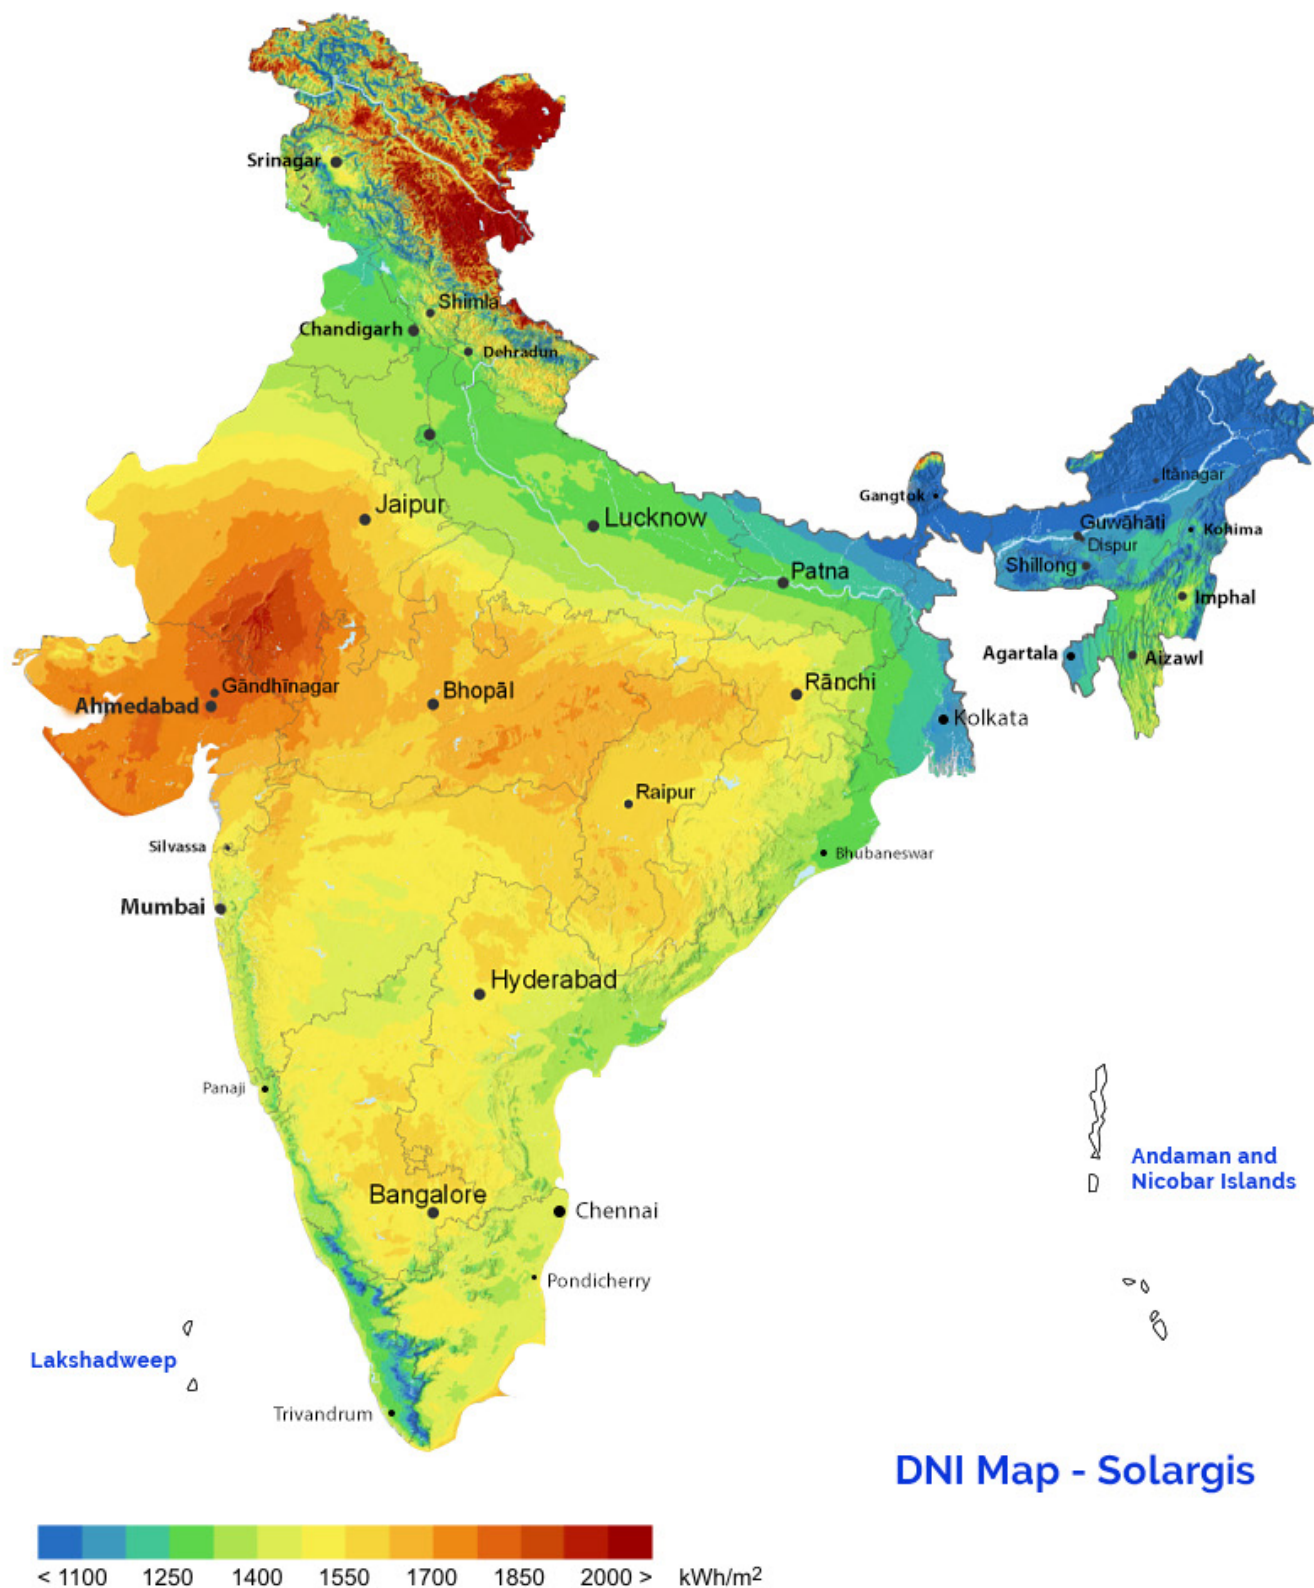 Srinagar
Shimla
Chandigarh
Dehradun
Jaipur
Lucknow
Gangtok
Itānagar
Guwāhāti
Dispur
Kohima
Shillong
Patna
Imphal
Agartala
Aizawl
Gāndhīnagar
Ahmedabad
Bhopāl
Rānchi
Kolkata
Raipur
Silvassa
Bhubaneswar
Mumbai
Hyderabad
Panaji
Andaman and
Nicobar Islands
Bangalore
Chennai
Pondicherry
Lakshadweep
Trivandrum
DNI Map - Solargis
< 1100 1250 1400 1550 1700 1850 2000 > kWh/m²